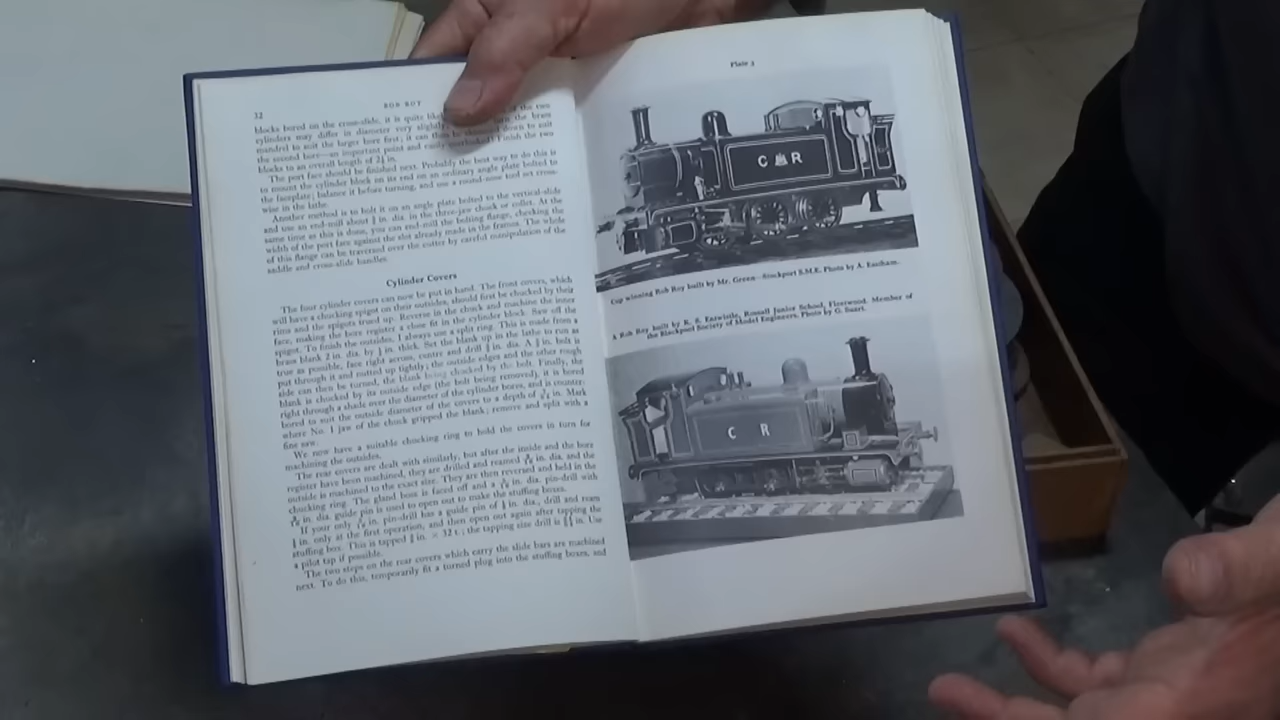 32
ROB ROY
blocks bored on the cross-slide, it is quite of the two
cylinders may differ in diameter very slightly, turn the brass
mandrel to suit the larger bore first; it can then be down to suit
the second bore—an important point and easily overlooked! Finish the two
blocks to an overall length of 2¼ in.
The port face should be finished next. Probably the best way to do this is
to mount the cylinder block on its end on an ordinary angle plate bolted to
the faceplate; balance it before turning, and use a round-nose tool set cross-
wise in the lathe.
Another method is to bolt it on an angle plate bolted to the vertical-slide
and use an end-mill about in. dia. in the three-jaw chuck or collet. At the
same time as this is done, you can end-mill the bolting flange, checking the
width of the port face against the slot already made in the frames. The whole
of this flange can be traversed over the cutter by careful manipulation of the
saddle and cross-slide handles.
Cylinder Covers
The four cylinder covers can now be put in hand. The front covers, which
will have a chucking spigot on their outsides, should first be chucked by their
rims and the spigots trued up. Reverse in the chuck and machine the inner
face, making the bore register a close fit in the cylinder block. Saw off the
spigot. To finish the outsides, I always use a split ring. This is made from a
brass blank 2 in. dia. by in. thick. Set the blank up in the lathe to run as
true as possible, face right across, centre and drill in. dia. A in. bolt is
put through it and nutted up tightly; the outside edges and the other rough
side can then be turned, the blank being chucked by the bolt. Finally, the
blank is chucked by its outside edge (the bolt being removed), it is bored
right through a shade over the diameter of the cylinder bores, and is counter-
bored to suit the outside diameter of the covers to a depth of in. Mark
where No. 1 jaw of the chuck gripped the blank; remove and split with a
fine saw.
We now have a suitable chucking ring to hold the covers in turn for
machining the outsides.
The rear covers are dealt with similarly, but after the inside and the bore
register have been machined, they are drilled and reamed in. dia. and the
outside is machined to the exact size. They are then reversed and held in the
chucking ring. The gland boss is faced off and a in. dia. pin-drill with
in. dia. guide pin is used to open out to make the stuffing boxes.
If your only in. pin-drill has a guide pin of in. dia., drill and ream
in. only at the first operation, and then open out again after tapping the
stuffing box. This is tapped in. × 32 t.; the tapping size drill is in. Use
a pilot tap if possible.
The two steps on the rear covers which carry the slide bars are machined
next. To do this, temporarily fit a turned plug into the stuffing boxes, and
Plate 3
C R
Cup winning Rob Roy built by Mr. Green—Stockport S.M.E. Photo by A. Eastham.
A Rob Roy built by R. S. Entwistle, Rossall Junior School, Fleetwood. Member of
the Blackpool Society of Model Engineers. Photo by G. Stuart.
C R